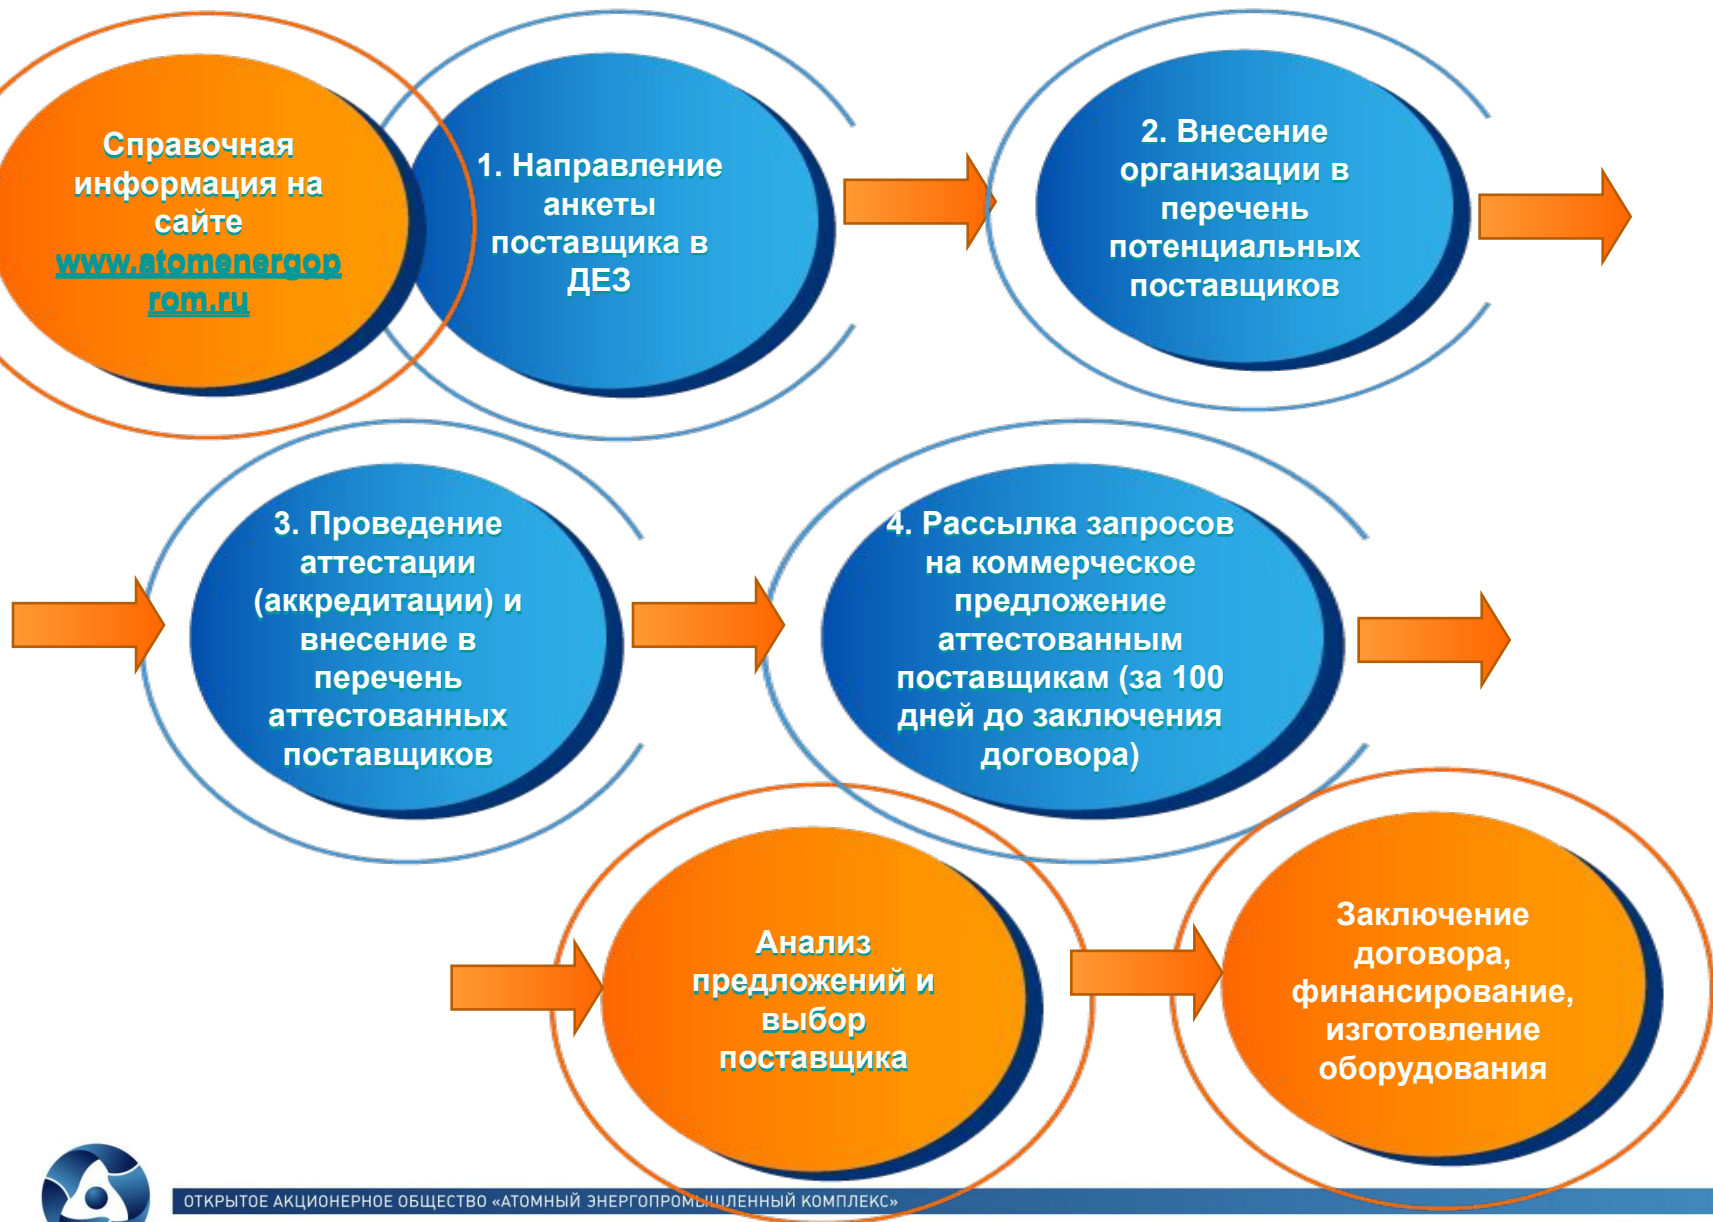 Справочная
информация на
сайте
www.atomenergop
rom.ru
1. Направление
анкеты
поставщика в
ДЕЗ
2. Внесение
организации в
перечень
потенциальных
поставщиков
3. Проведение
аттестации
(аккредитации) и
внесение в
перечень
аттестованных
поставщиков
4. Рассылка запросов
на коммерческое
предложение
аттестованным
поставщикам (за 100
дней до заключения
договора)
Анализ
предложений и
выбор
поставщика
Заключение
договора,
финансирование,
изготовление
оборудования
ОТКРЫТОЕ АКЦИОНЕРНОЕ ОБЩЕСТВО «АТОМНЫЙ ЭНЕРГОПРОМЫШЛЕННЫЙ КОМПЛЕКС»